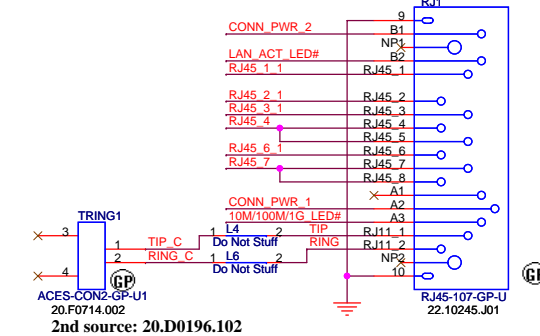 RJ1
9
CONN_PWR_2
B1
NP1
LAN_ACT_LED#
B2
RJ45_1_1
RJ45_1
RJ45_2_1
RJ45_2
RJ45_3_1
RJ45_3
RJ45_4
RJ45_4
RJ45_5
RJ45_6_1
RJ45_6
RJ45_7
RJ45_7
RJ45_8
A1
CONN_PWR_1
A2
10M/100M/1G_LED#
A3
TRING1
3
1
TIP_C
1
L4
2
TIP
RJ11_1
Do Not Stuff
RING
RJ11_2
2
RING_C
1
L6
2
NP2
Do Not Stuff
4
GP
10
GP
ACES-CON2-GP-U1
20.F0714.002
RJ45-107-GP-U
22.10245.J01
2nd source: 20.D0196.102